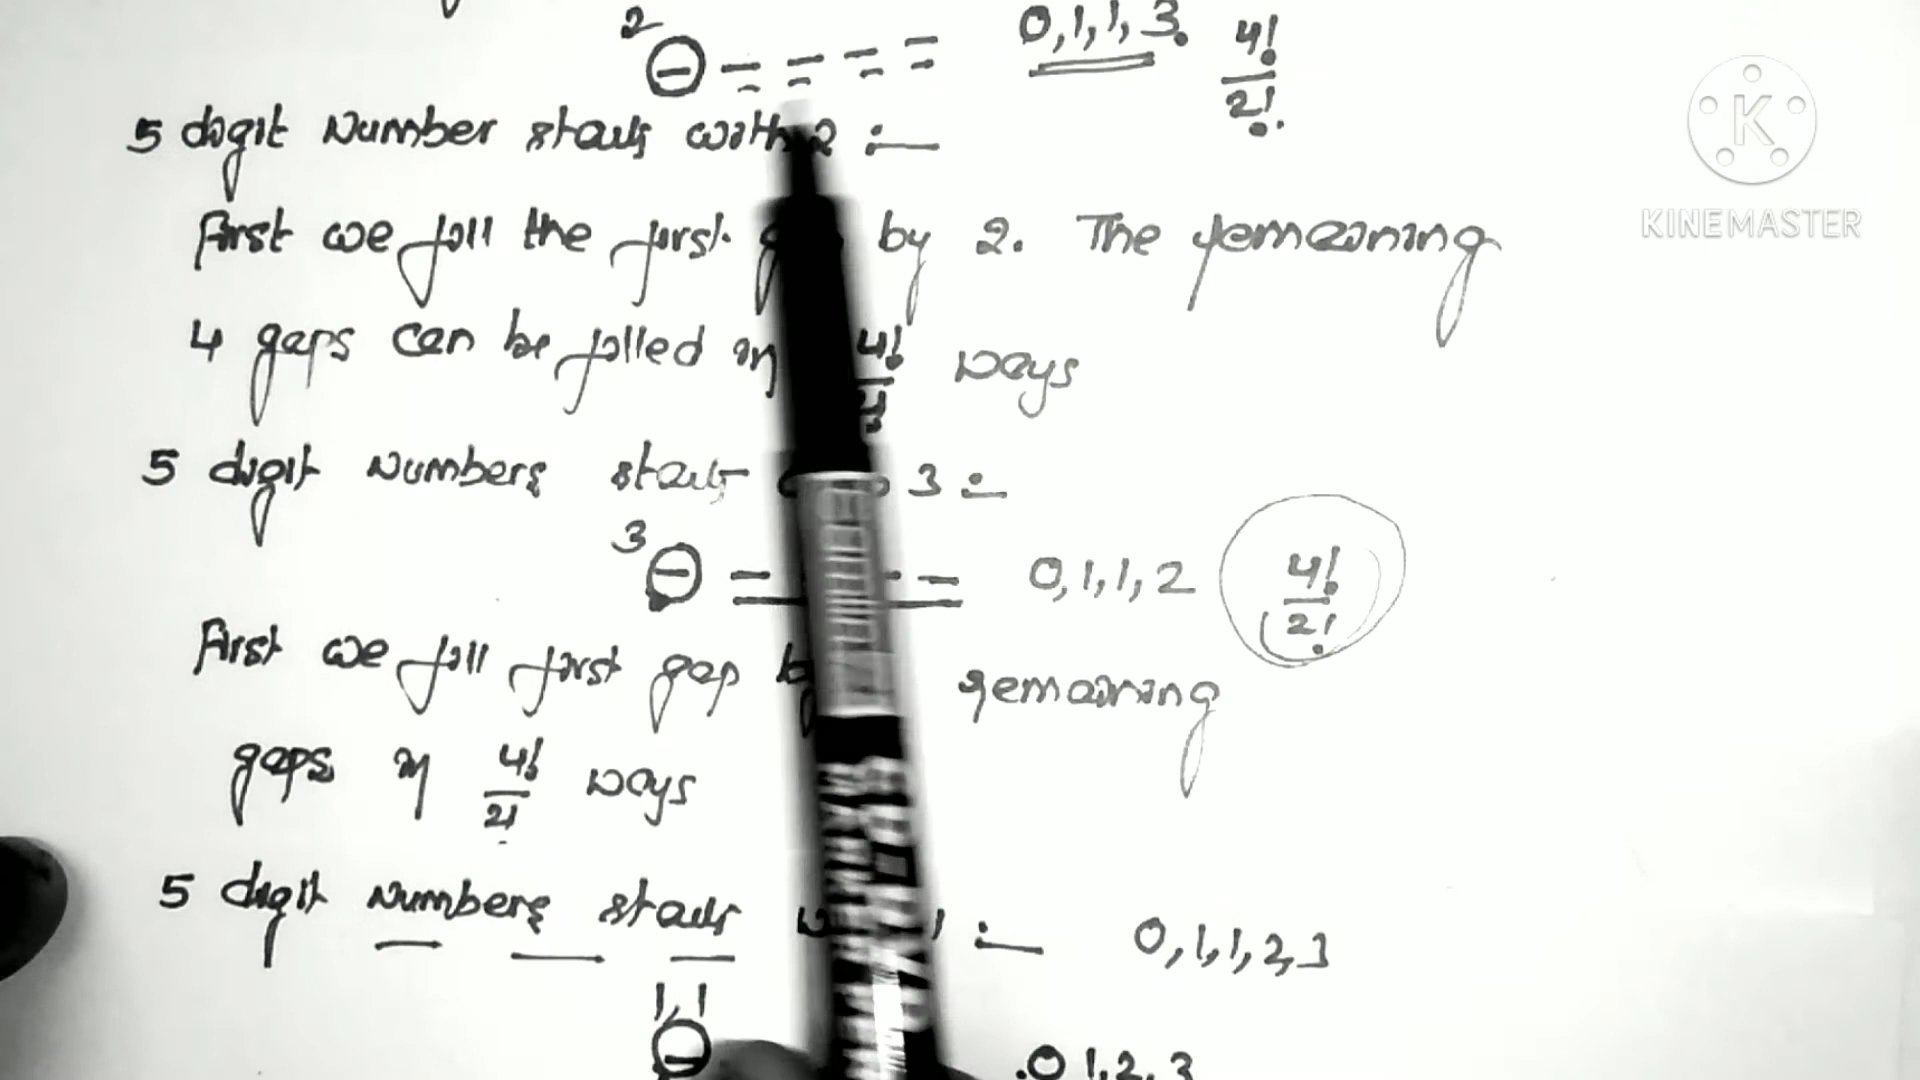 2
0,1,1,3. 4!/2!
5 digit Number starts with 2 :-
K
KINEMASTER
First we fill the first by 2. The remaining
4 gaps can be filled in 4!/2! ways
5 digit Numbers starts 3 :-
3
0,1,1,2 4!/2!
First we fill first gap remaining
gaps in 4!/2! ways
5 digit Numbers starts 1 :- 0,1,1,2,3
1,1
0 1,2,3